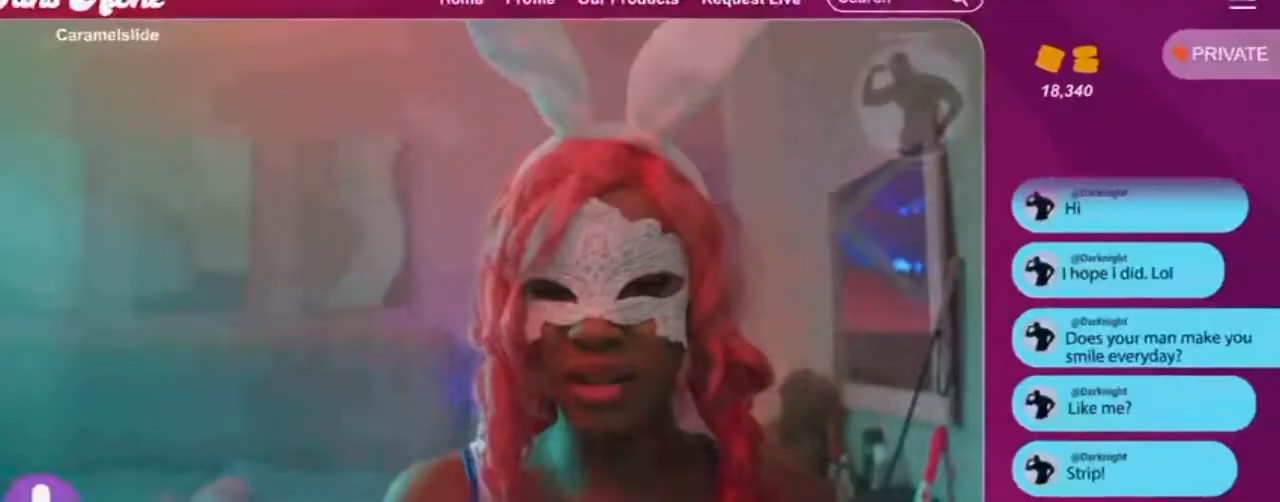 Home Profile Our Products Request Live Search
Caramelslide
PRIVATE
18,340
@Darknight
Hi
@Darknight
I hope I did. Lol
@Darknight
Does your man make you
smile everyday?
@Darknight
Like me?
@Darknight
Strip!